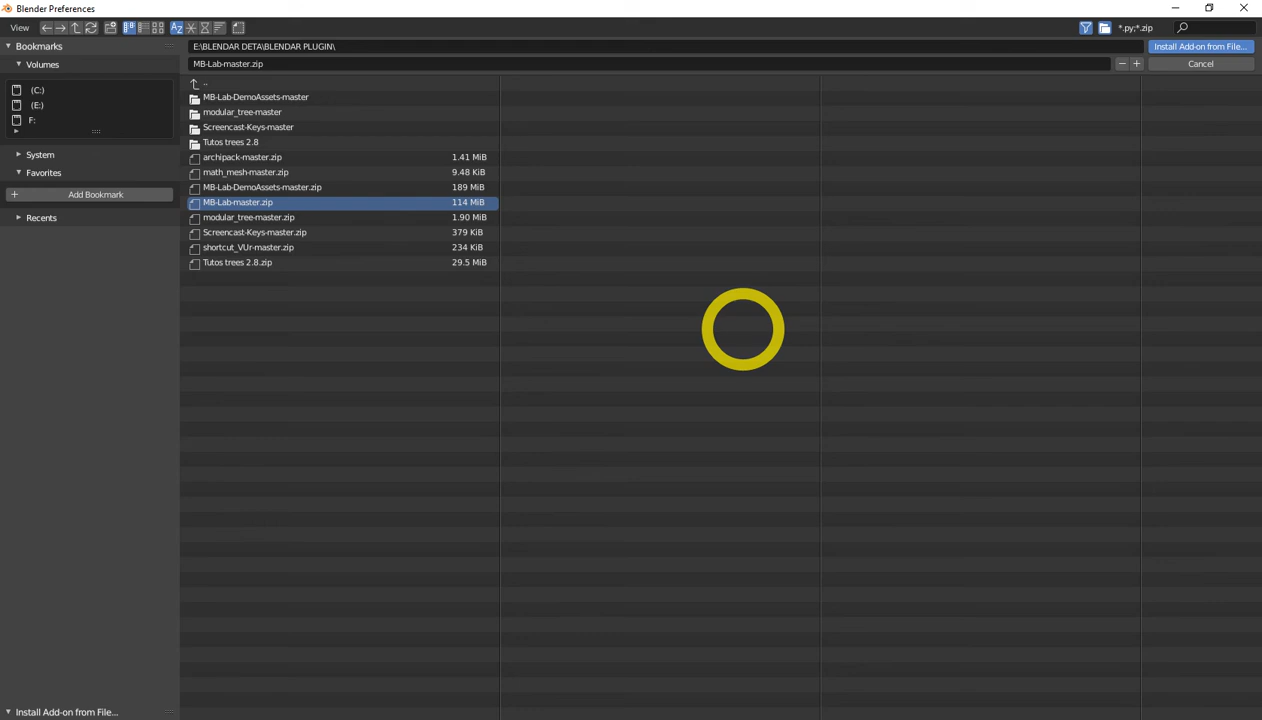 Blender Preferences
View
*.py;*.zip
Bookmarks
E:\BLENDAR DETA\BLENDAR PLUGIN\
Install Add-on from File...
Volumes
MB-Lab-master.zip
Cancel
(C:)
(E:)
F:
System
Favorites
Add Bookmark
Recents
..
MB-Lab-DemoAssets-master
modular_tree-master
Screencast-Keys-master
Tutos trees 2.8
archipack-master.zip 1.41 MiB
math_mesh-master.zip 9.48 KiB
MB-Lab-DemoAssets-master.zip 189 MiB
MB-Lab-master.zip 114 MiB
modular_tree-master.zip 1.90 MiB
Screencast-Keys-master.zip 379 KiB
shortcut_VUr-master.zip 234 KiB
Tutos trees 2.8.zip 29.5 MiB
Install Add-on from File...